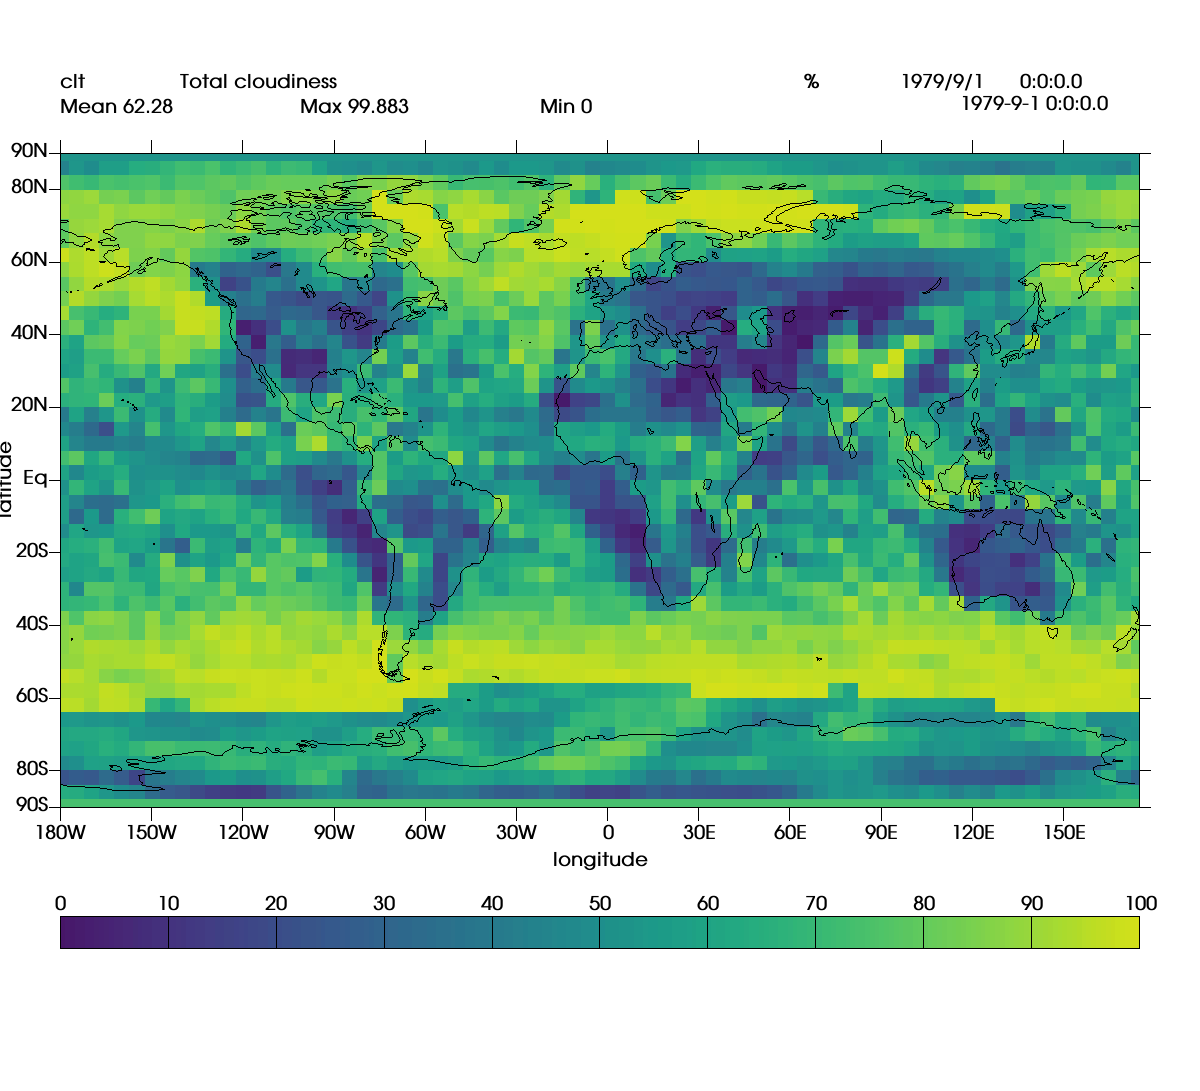 clt Total cloudiness % 1979/9/1 0:0:0.0
Mean 62.28 Max 99.883 Min 0 1979-9-1 0:0:0.0
90N
80N
60N
40N
20N
Eq
20S
40S
60S
80S
90S
latitude
180W 150W 120W 90W 60W 30W 0 30E 60E 90E 120E 150E
longitude
0 10 20 30 40 50 60 70 80 90 100